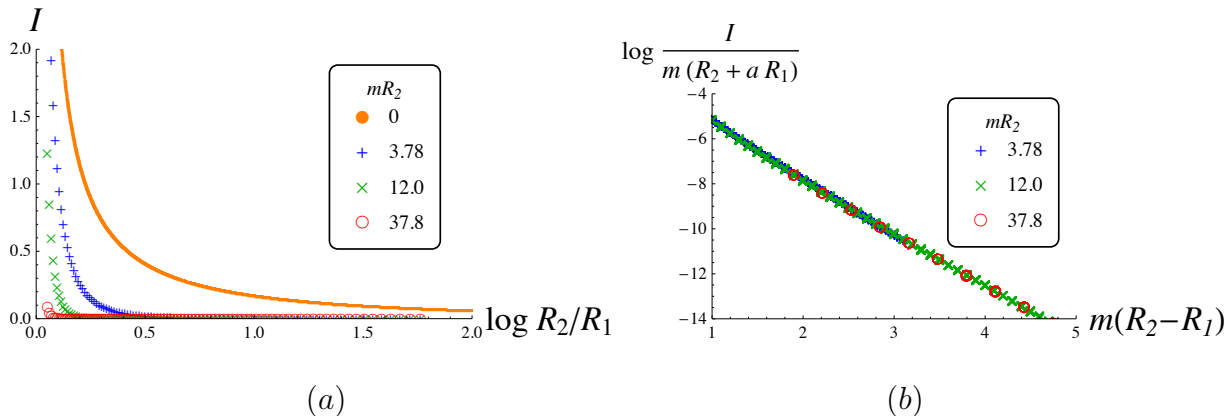 I
2.0
1.5
1.0
0.5
0.0
0.0 0.5 1.0 1.5 2.0
log R₂/R₁
mR₂
0
3.78
12.0
37.8
(a)
log I / m (R₂ + a R₁)
−4
−6
−8
−10
−12
−14
1 2 3 4 5
m(R₂−R₁)
mR₂
3.78
12.0
37.8
(b)